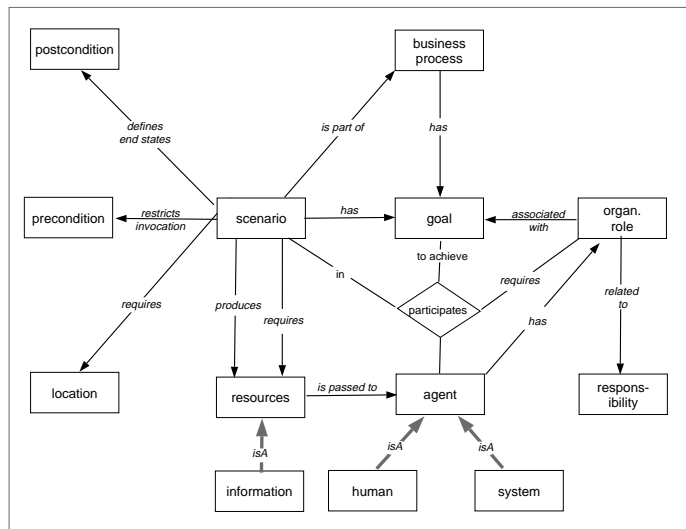 postcondition
business
process
defines
end states
is part of
has
precondition
restricts
invocation
scenario
has
goal
associated
with
organ.
role
to achieve
in
requires
produces
requires
participates
requires
has
related
to
location
resources
is passed to
agent
respons-
ibility
isA
isA
isA
information
human
system